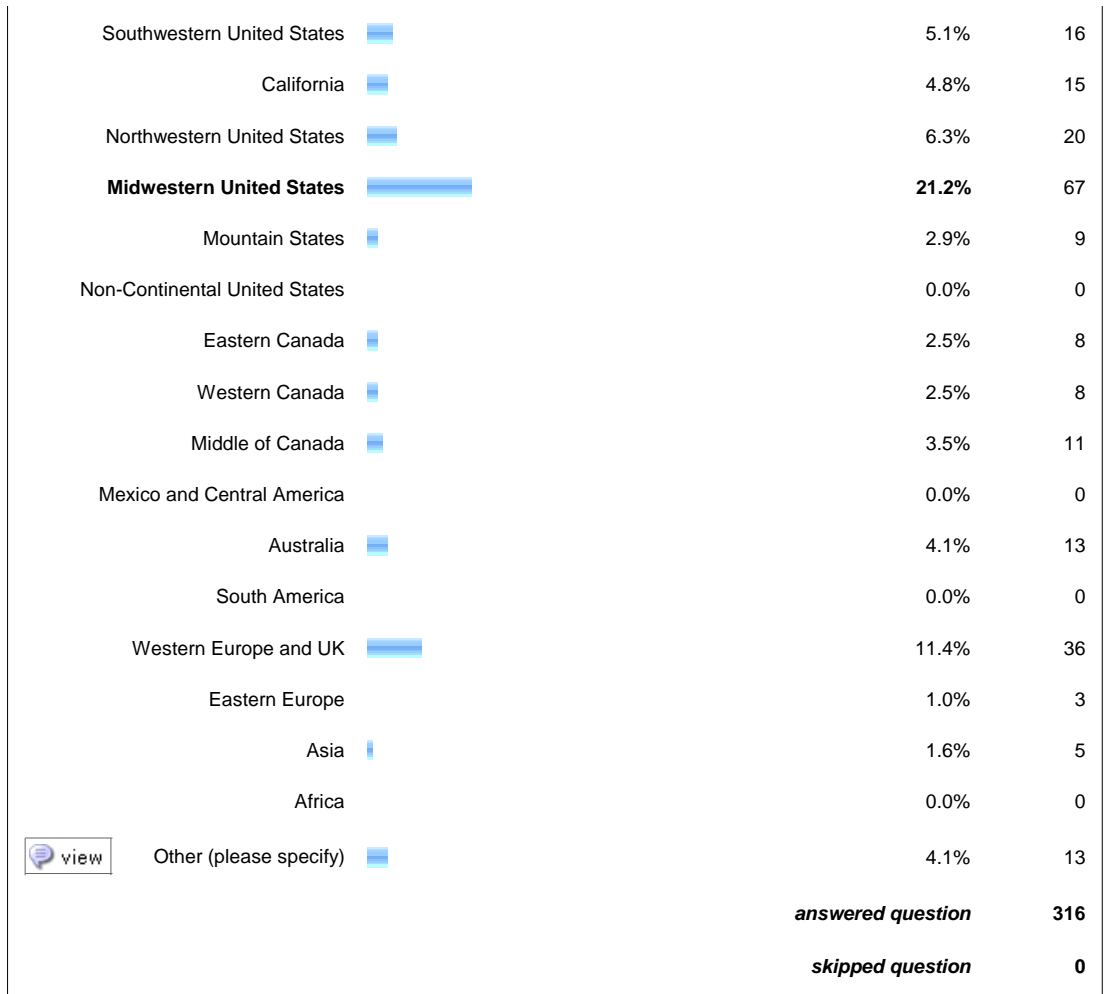 Southwestern United States 5.1% 16
California 4.8% 15
Northwestern United States 6.3% 20
Midwestern United States 21.2% 67
Mountain States 2.9% 9
Non-Continental United States 0.0% 0
Eastern Canada 2.5% 8
Western Canada 2.5% 8
Middle of Canada 3.5% 11
Mexico and Central America 0.0% 0
Australia 4.1% 13
South America 0.0% 0
Western Europe and UK 11.4% 36
Eastern Europe 1.0% 3
Asia 1.6% 5
Africa 0.0% 0
view Other (please specify) 4.1% 13
answered question 316
skipped question 0